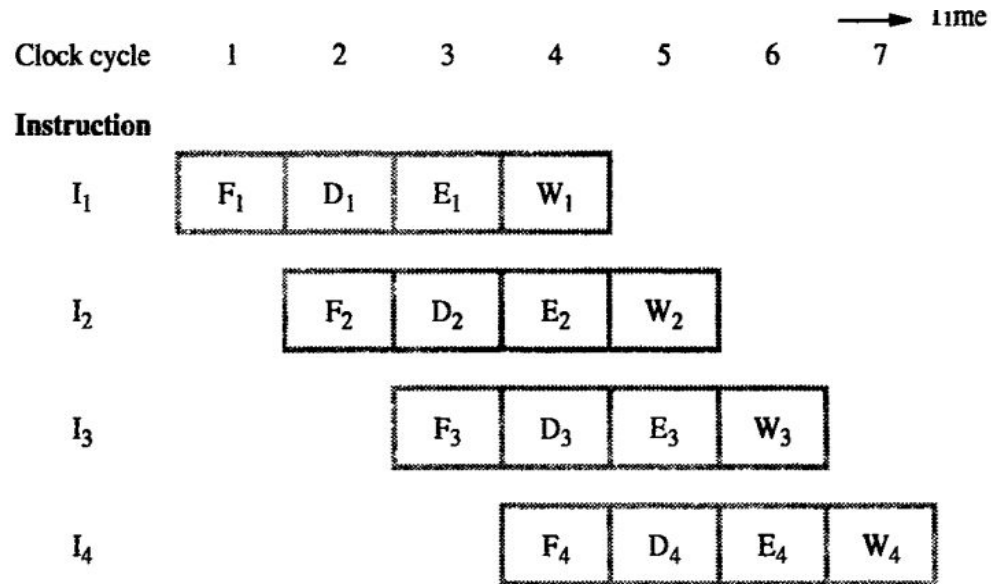 Time
Clock cycle 1 2 3 4 5 6 7
Instruction
I₁ F₁ D₁ E₁ W₁
I₂ F₂ D₂ E₂ W₂
I₃ F₃ D₃ E₃ W₃
I₄ F₄ D₄ E₄ W₄